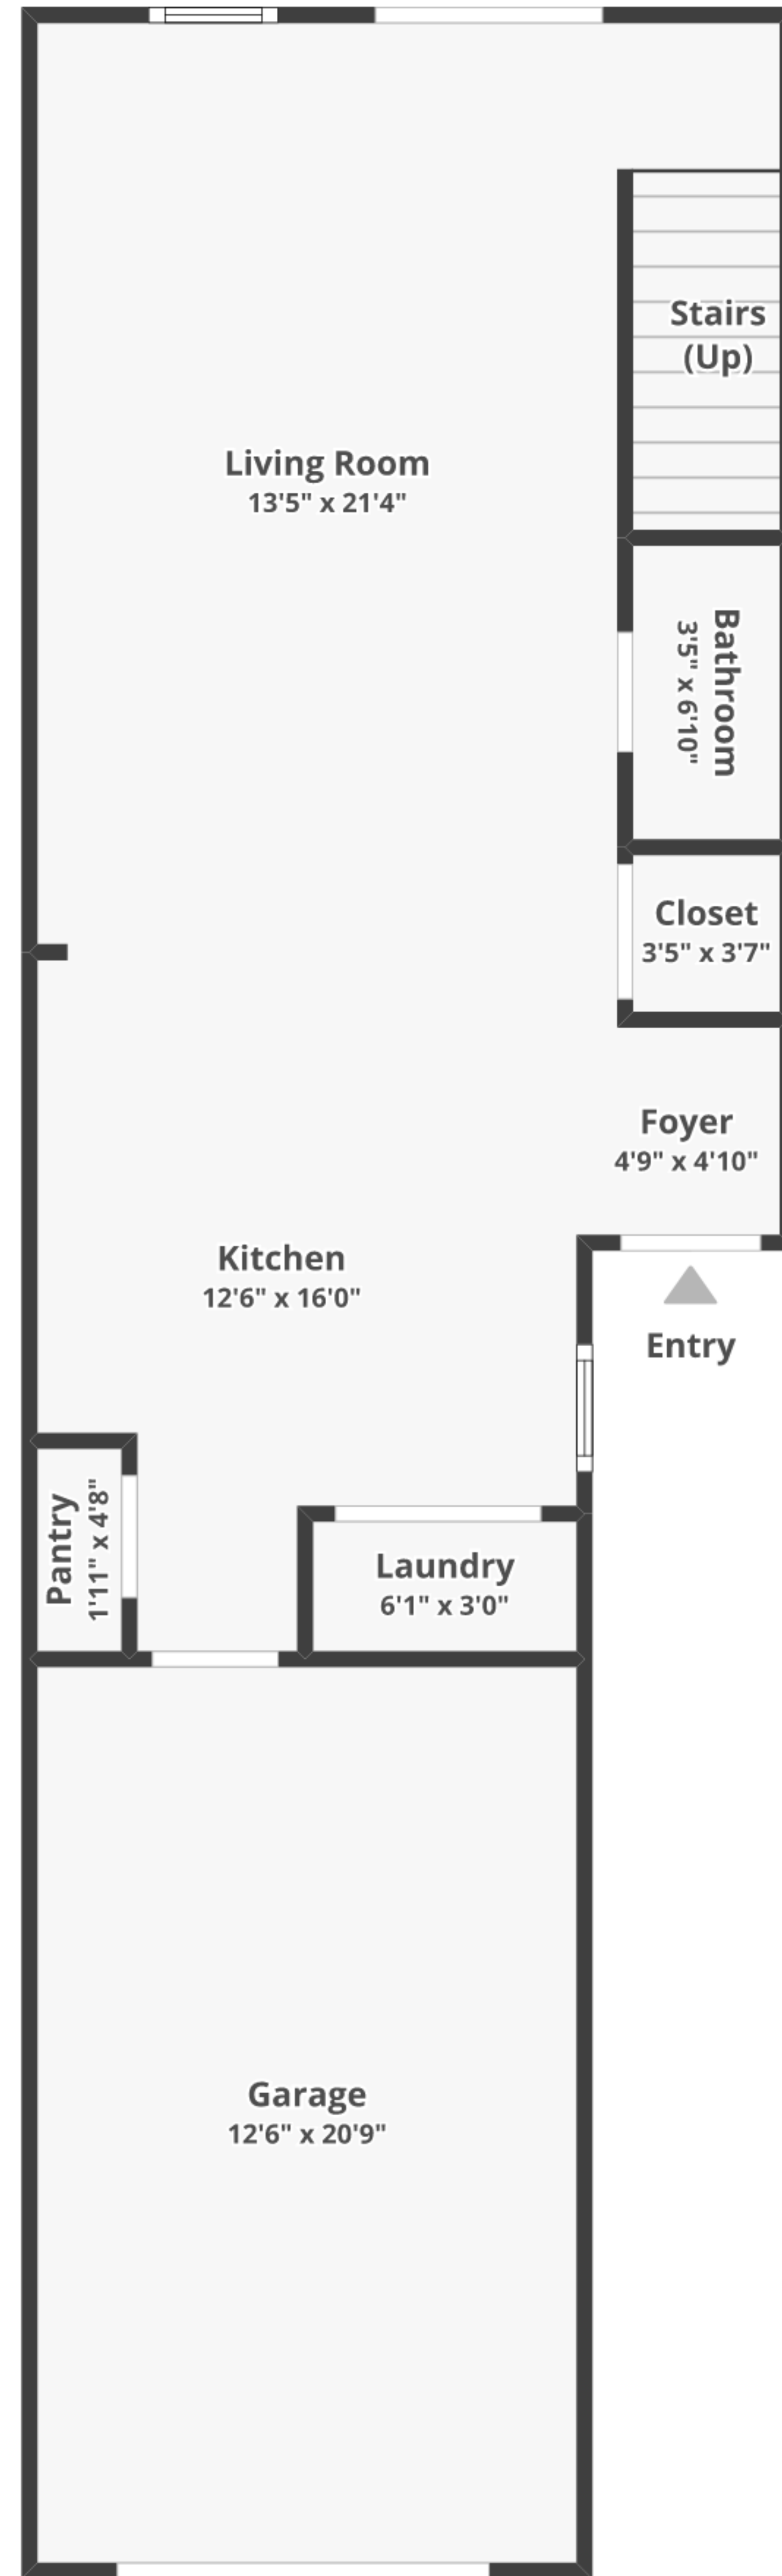 Stairs
(Up)
Living Room
13'5" x 21'4"
Bathroom
3'5" x 6'10"
Closet
3'5" x 3'7"
Foyer
4'9" x 4'10"
Kitchen
12'6" x 16'0"
Entry
Pantry
1'11" x 4'8"
Laundry
6'1" x 3'0"
Garage
12'6" x 20'9"